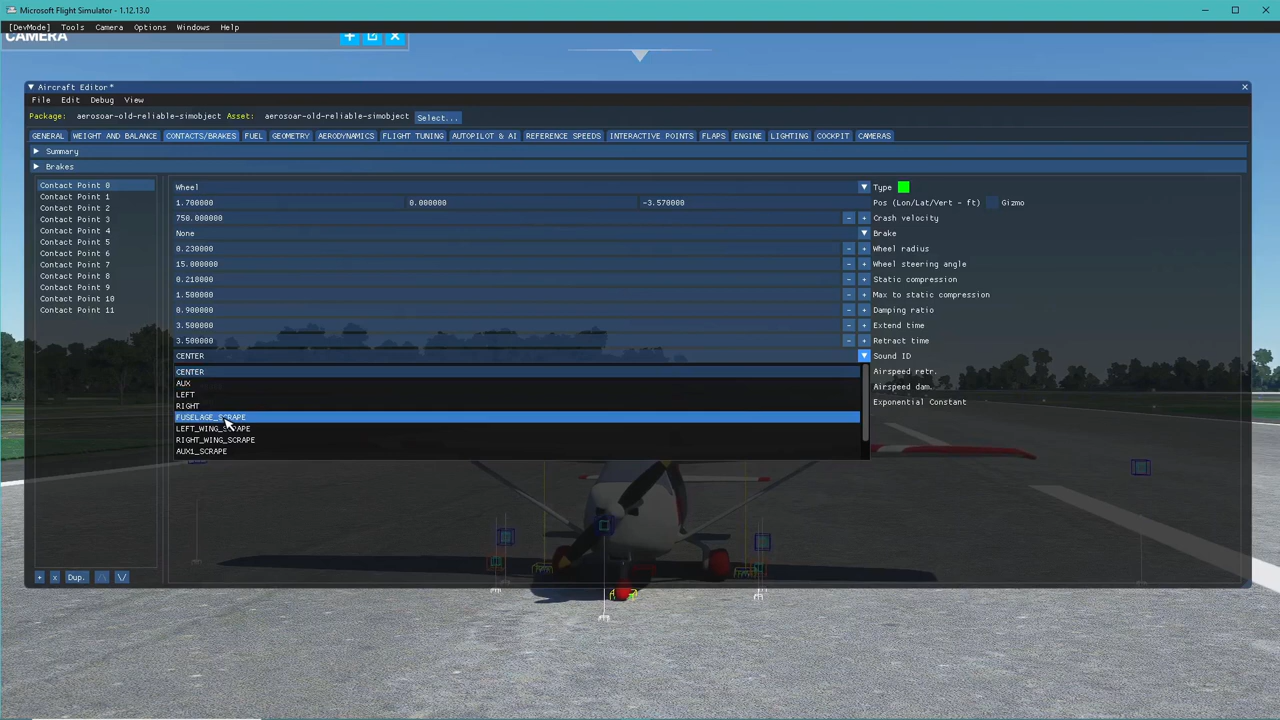 Microsoft Flight Simulator - 1.12.13.0
[DevMode] Tools Camera Options Windows Help
CAMERA
Aircraft Editor*
File Edit Debug View
Package: aerosoar-old-reliable-simobject Asset: aerosoar-old-reliable-simobject Select...
GENERAL WEIGHT AND BALANCE CONTACTS/BRAKES FUEL GEOMETRY AERODYNAMICS FLIGHT TUNING AUTOPILOT & AI REFERENCE SPEEDS INTERACTIVE POINTS FLAPS ENGINE LIGHTING COCKPIT CAMERAS
Summary
Brakes
Contact Point 0
Contact Point 1
Contact Point 2
Contact Point 3
Contact Point 4
Contact Point 5
Contact Point 6
Contact Point 7
Contact Point 8
Contact Point 9
Contact Point 10
Contact Point 11
Wheel Type
1.700000 0.000000 -3.570000 Pos (Lon/Lat/Vert - ft) Gizmo
750.000000 - + Crash velocity
None Brake
0.230000 - + Wheel radius
15.000000 - + Wheel steering angle
0.210000 - + Static compression
1.500000 - + Max to static compression
0.900000 - + Damping ratio
3.500000 - + Extend time
3.500000 - + Retract time
CENTER Sound ID
CENTER Airspeed retr.
AUX Airspeed dam.
LEFT
RIGHT Exponential Constant
FUSELAGE_SCRAPE
LEFT_WING_SCRAPE
RIGHT_WING_SCRAPE
AUX1_SCRAPE
+ x Dup. /\ \/